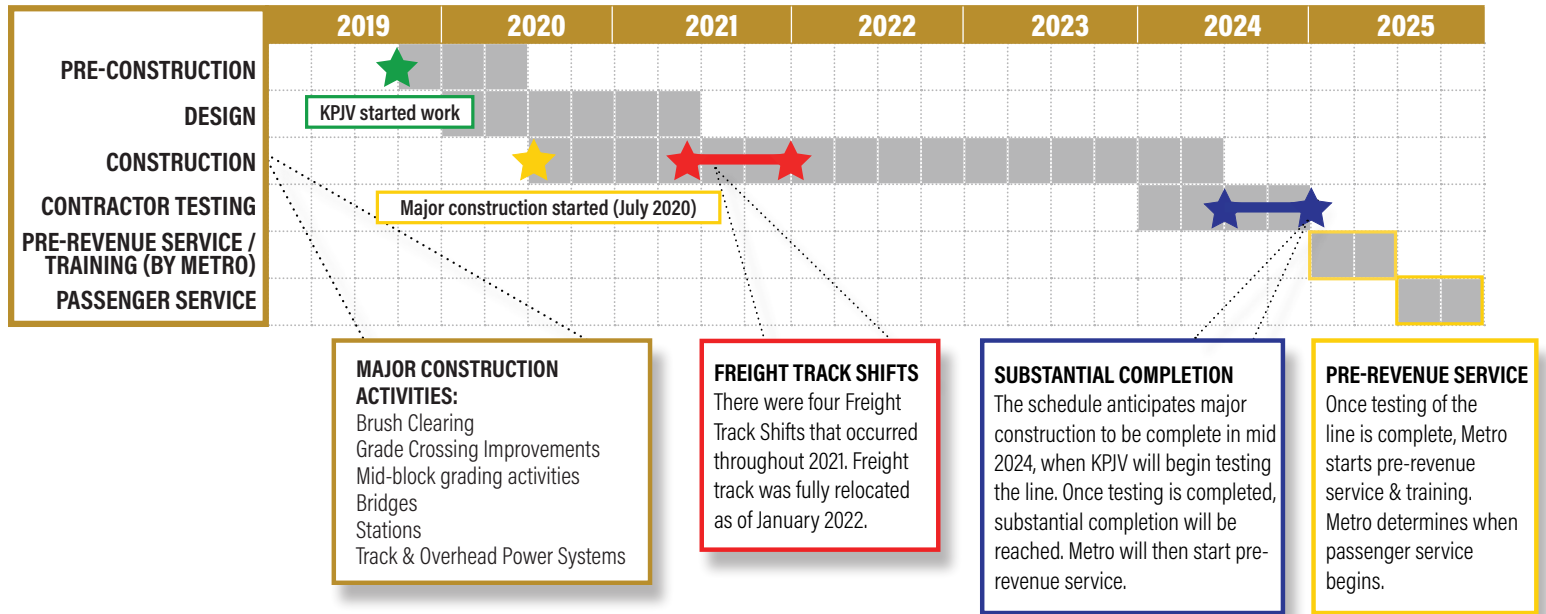 2019 2020 2021 2022 2023 2024 2025
PRE-CONSTRUCTION
KPJV started work
DESIGN
CONSTRUCTION
Major construction started (July 2020)
CONTRACTOR TESTING
PRE-REVENUE SERVICE /
TRAINING (BY METRO)
PASSENGER SERVICE
MAJOR CONSTRUCTION
ACTIVITIES:
Brush Clearing
Grade Crossing Improvements
Mid-block grading activities
Bridges
Stations
Track & Overhead Power Systems
FREIGHT TRACK SHIFTS
There were four Freight
Track Shifts that occurred
throughout 2021. Freight
track was fully relocated
as of January 2022.
SUBSTANTIAL COMPLETION
The schedule anticipates major
construction to be complete in mid
2024, when KPJV will begin testing
the line. Once testing is completed,
substantial completion will be
reached. Metro will then start pre-
revenue service.
PRE-REVENUE SERVICE
Once testing of the
line is complete, Metro
starts pre-revenue
service & training.
Metro determines when
passenger service
begins.